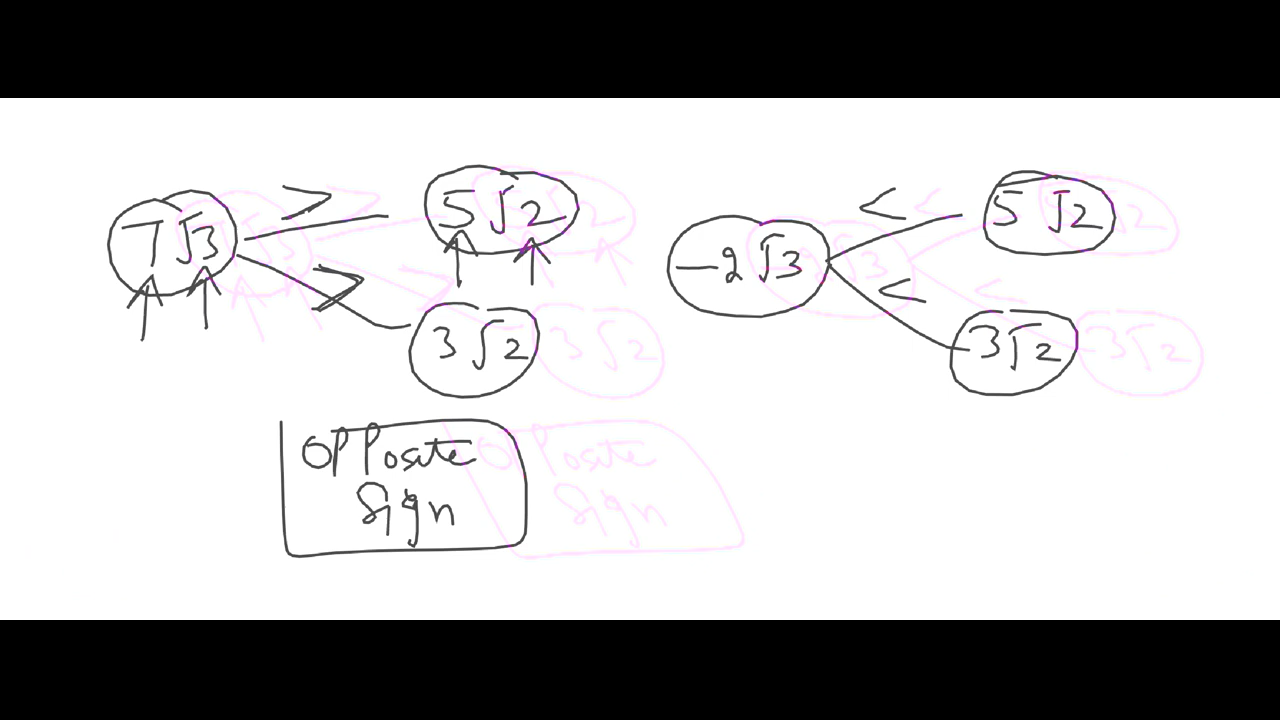 7√3 > 5√2
> 3√2
-2√3 < 5√2
< 3√2
opposite
sign